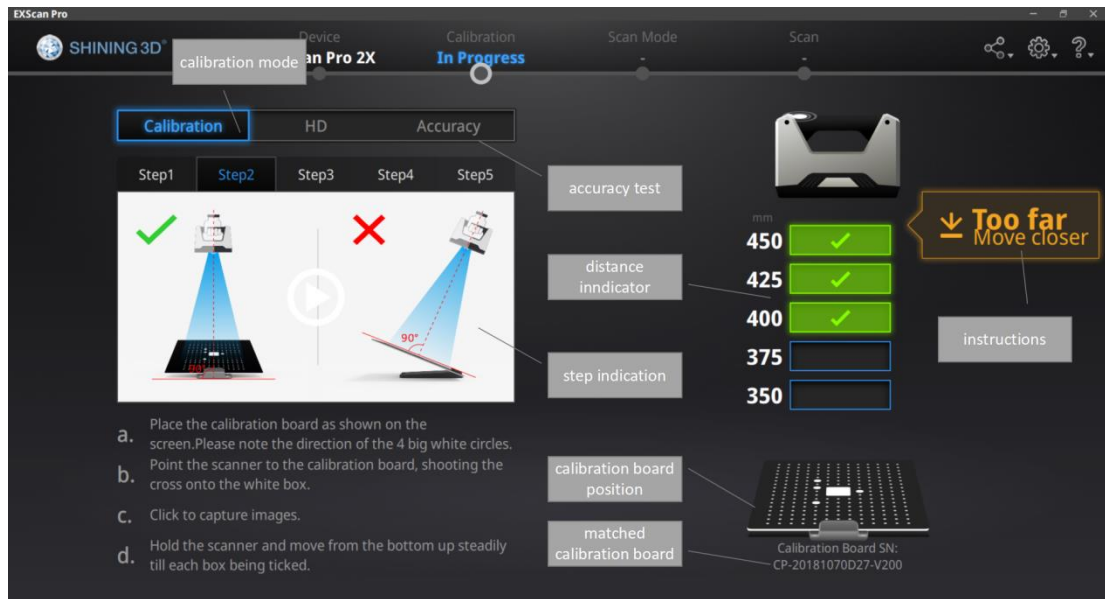 EXScan Pro
SHINING 3D®
Device
an Pro 2X
Calibration
In Progress
Scan Mode
-
Scan
-
calibration mode
Calibration
HD
Accuracy
Step1
Step2
Step3
Step4
Step5
accuracy test
90°
90°
distance
inndicator
step indication
mm
450
425
400
375
350
Too far
Move closer
instructions
a. Place the calibration board as shown on the
screen.Please note the direction of the 4 big white circles.
b. Point the scanner to the calibration board, shooting the
cross onto the white box.
c. Click to capture images.
d. Hold the scanner and move from the bottom up steadily
till each box being ticked.
calibration board
position
matched
calibration board
Calibration Board SN:
CP-20181070D27-V200